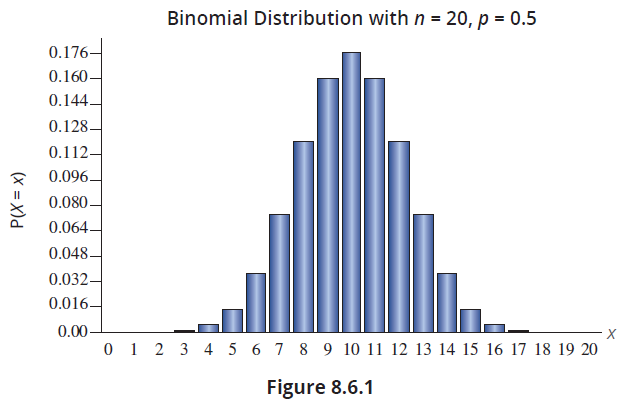 Binomial Distribution with n = 20, p = 0.5
P(X = x)
0.176
0.160
0.144
0.128
0.112
0.096
0.080
0.064
0.048
0.032
0.016
0.00
X
0 1 2 3 4 5 6 7 8 9 10 11 12 13 14 15 16 17 18 19 20
Figure 8.6.1